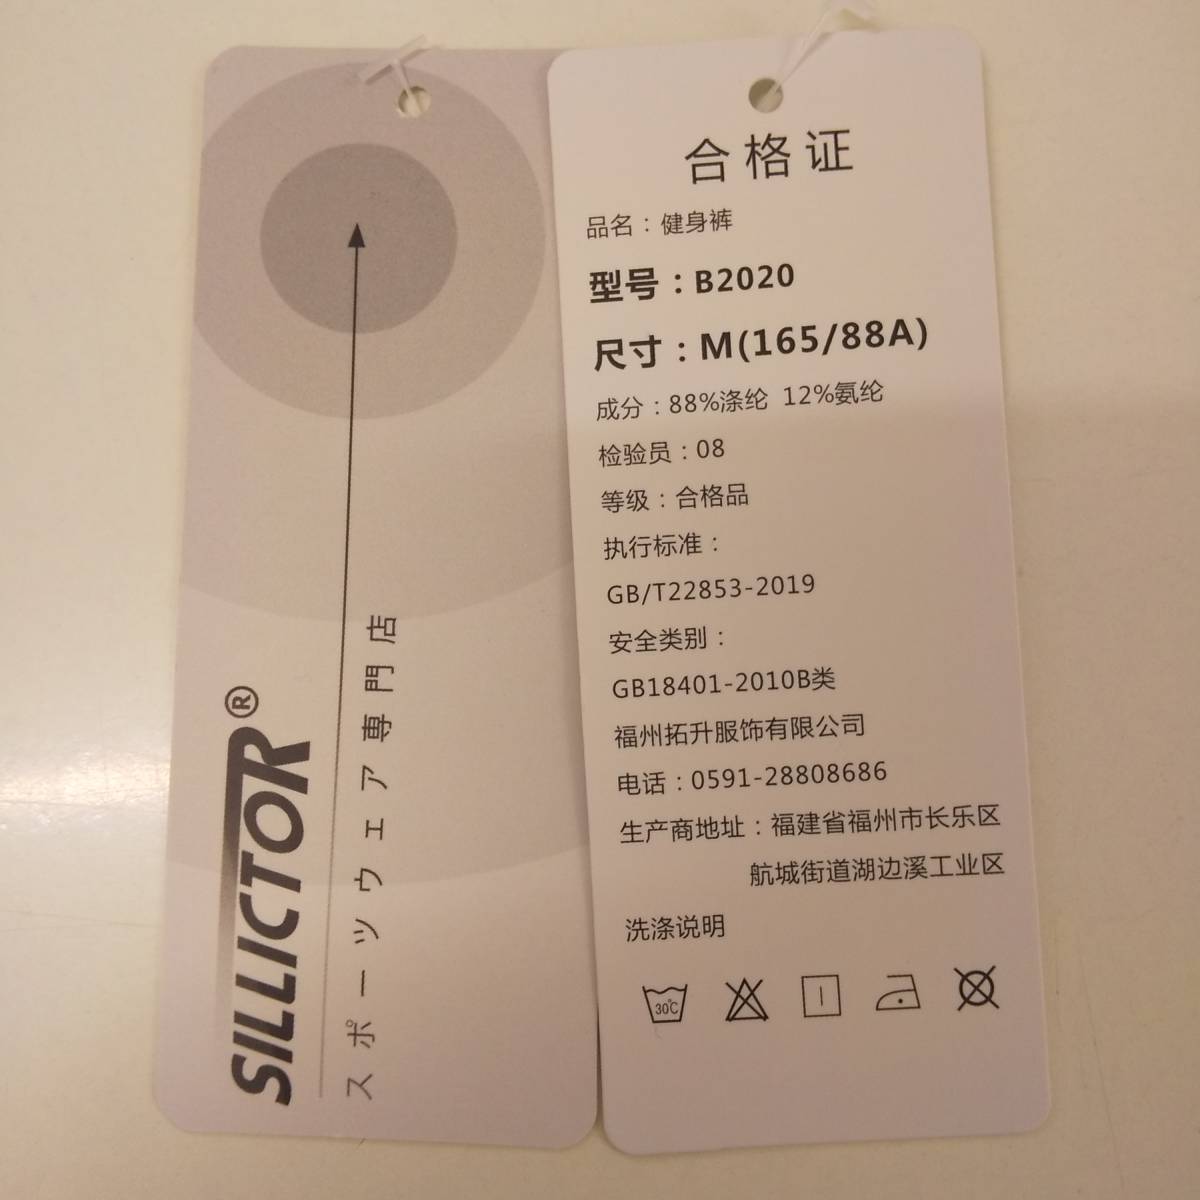 SILLICTOR®
スポーツウェア専門店
合格证
品名：健身裤
型号：B2020
尺寸：M(165/88A)
成分：88%涤纶 12%氨纶
检验员：08
等级：合格品
执行标准：
GB/T22853-2019
安全类别：
GB18401-2010B类
福州拓升服饰有限公司
电话：0591-28808686
生产商地址：福建省福州市长乐区
航城街道湖边溪工业区
洗涤说明
30℃